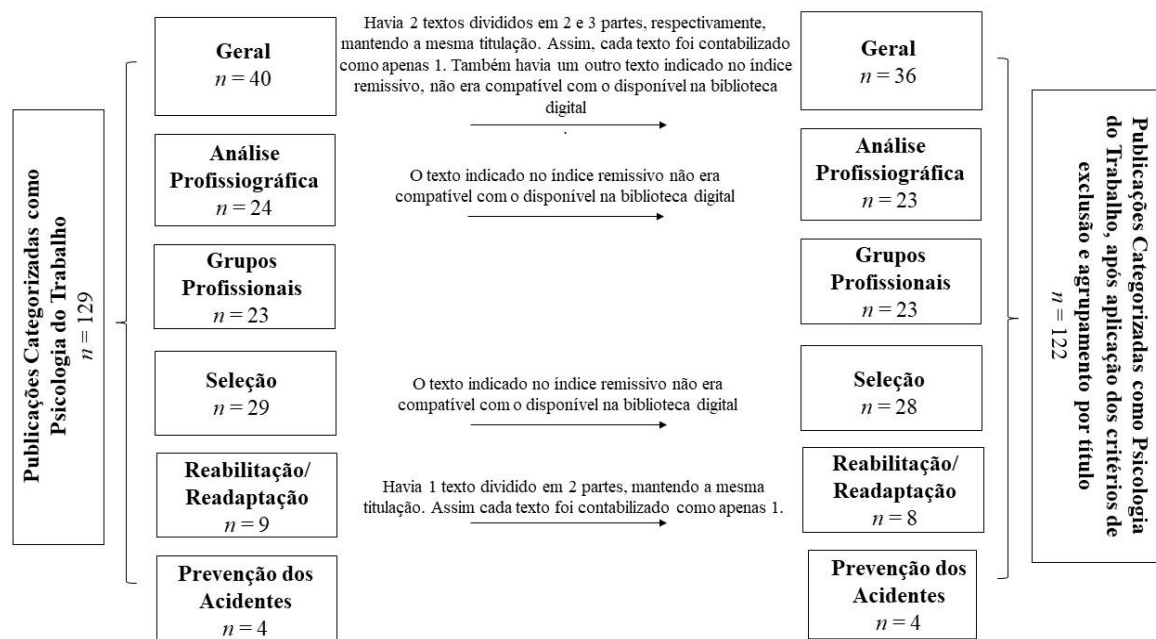 Publicações Categorizadas como
Psicologia do Trabalho
n = 129
Geral
n = 40
Havia 2 textos divididos em 2 e 3 partes, respectivamente,
mantendo a mesma titulação. Assim, cada texto foi contabilizado
como apenas 1. Também havia um outro texto indicado no índice
remissivo, não era compatível com o disponível na biblioteca
digital
.
Geral
n = 36
Análise
Profissiográfica
n = 24
O texto indicado no índice remissivo não era
compatível com o disponível na biblioteca digital
Análise
Profissiográfica
n = 23
Grupos
Profissionais
n = 23
Grupos
Profissionais
n = 23
Seleção
n = 29
O texto indicado no índice remissivo não era
compatível com o disponível na biblioteca digital
Seleção
n = 28
Reabilitação/
Readaptação
n = 9
Havia 1 texto dividido em 2 partes, mantendo a mesma
titulação. Assim cada texto foi contabilizado como apenas 1.
Reabilitação/
Readaptação
n = 8
Prevenção dos
Acidentes
n = 4
Prevenção dos
Acidentes
n = 4
Publicações Categorizadas como Psicologia
do Trabalho, após aplicação dos critérios de
exclusão e agrupamento por título
n = 122